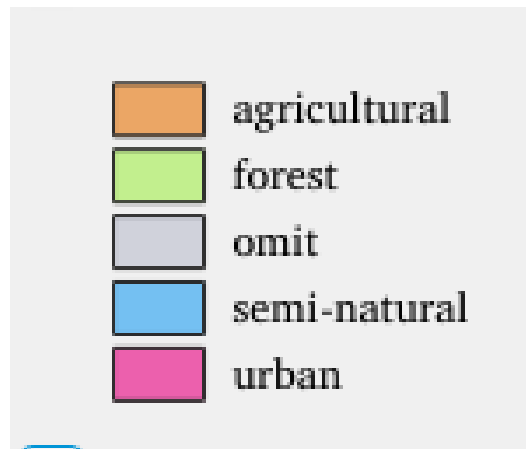 agricultural
forest
omit
semi-natural
urban